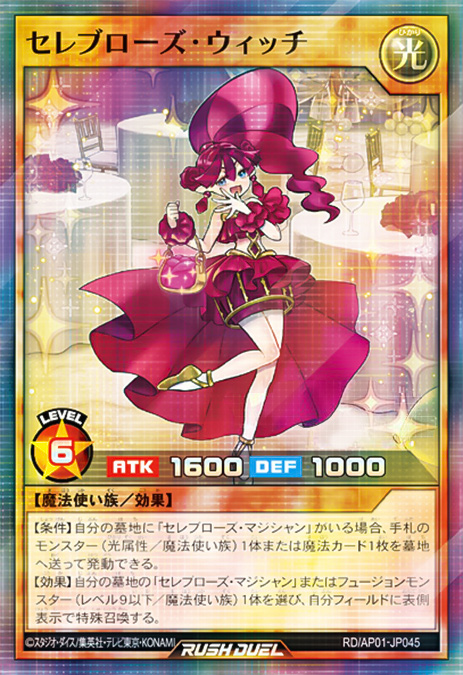 セレブローズ・ウィッチ
ひかり
光
LEVEL
6
ATK 1600 DEF 1000
【魔法使い族/効果】
【条件】自分の墓地に「セレブローズ・マジシャン」がいる場合、手札の
モンスター(光属性/魔法使い族)1体または魔法カード1枚を墓地
へ送って発動できる。
【効果】自分の墓地の「セレブローズ・マジシャン」またはフュージョンモン
スター(レベル9以下/魔法使い族)1体を選び、自分フィールドに表側
表示で特殊召喚する。
©スタジオ・ダイス/集英社・テレビ東京・KONAMI
RUSH DUEL
RD/AP01-JP045